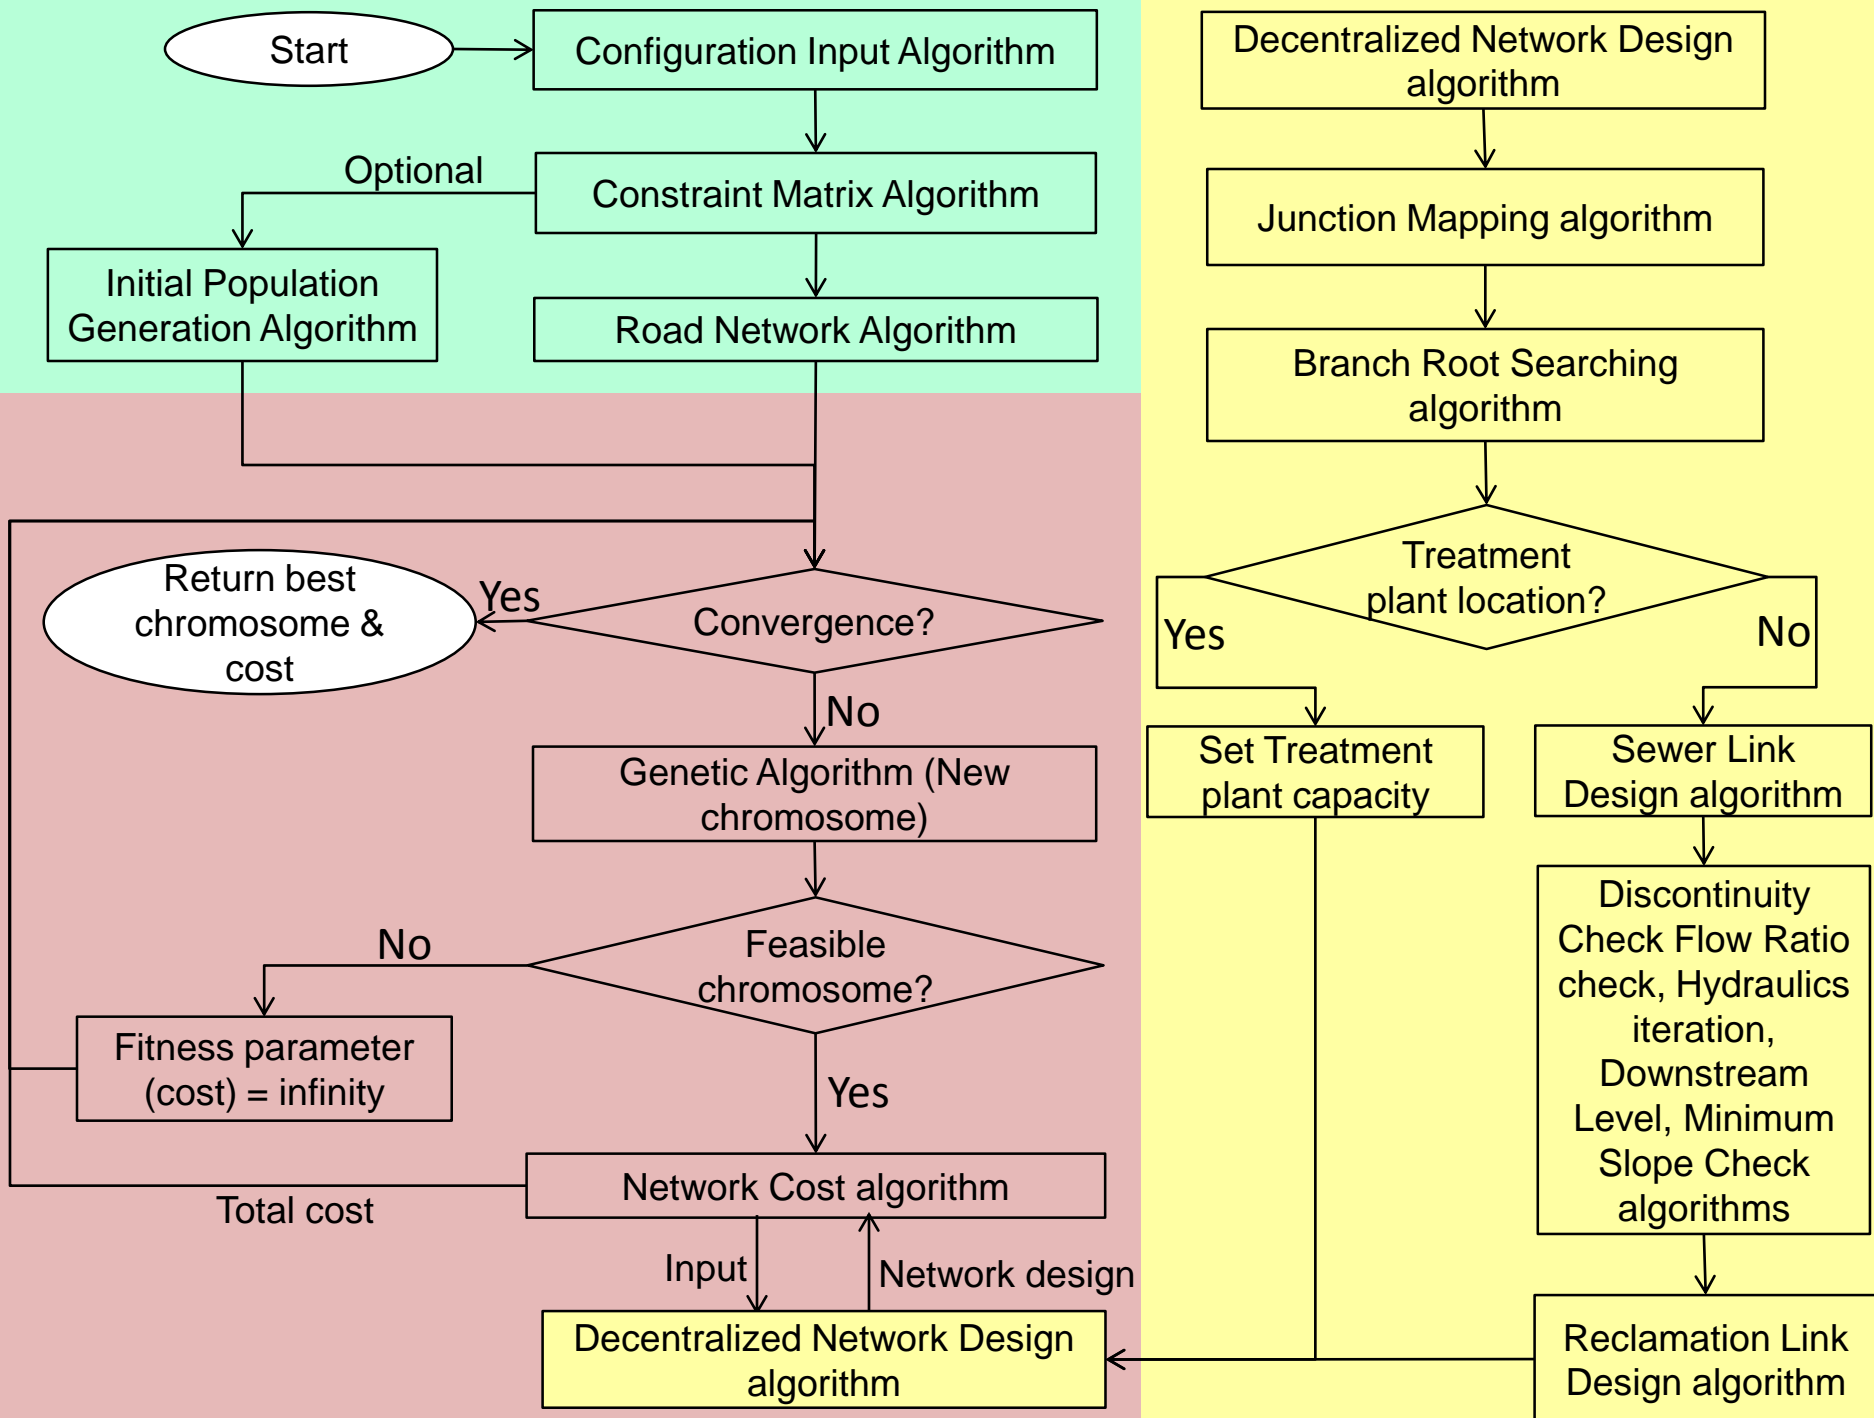 Start
Configuration Input Algorithm
Optional
Constraint Matrix Algorithm
Initial Population
Generation Algorithm
Road Network Algorithm
Return best
chromosome &
cost
Yes
Convergence?
No
Genetic Algorithm (New
chromosome)
No
Feasible
chromosome?
Fitness parameter
(cost) = infinity
Yes
Network Cost algorithm
Total cost
Input
Network design
Decentralized Network Design
algorithm
Decentralized Network Design
algorithm
Junction Mapping algorithm
Branch Root Searching
algorithm
Treatment
plant location?
Yes
No
Set Treatment
plant capacity
Sewer Link
Design algorithm
Discontinuity
Check Flow Ratio
check, Hydraulics
iteration,
Downstream
Level, Minimum
Slope Check
algorithms
Reclamation Link
Design algorithm